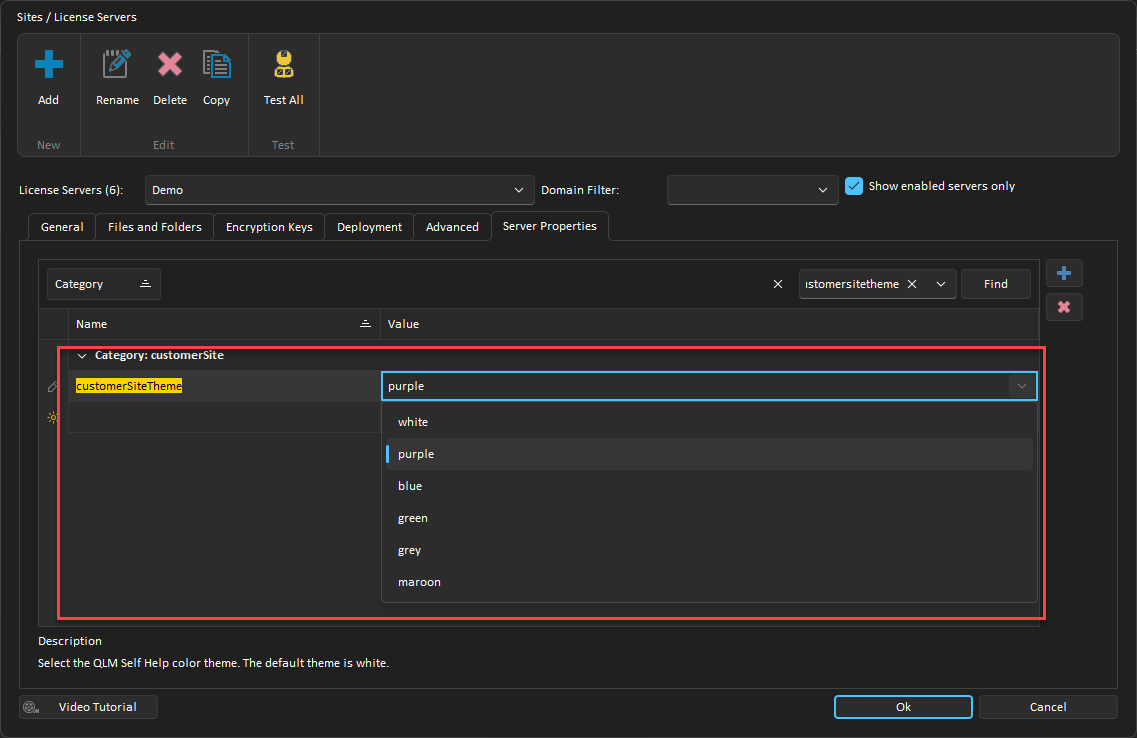 Sites / License Servers
Add Rename Delete Copy Test All
New Edit Test
License Servers (6): Demo Domain Filter: Show enabled servers only
General Files and Folders Encryption Keys Deployment Advanced Server Properties
Category stomersitetheme Find
Name Value
Category: customerSite
customerSiteTheme purple
white
purple
blue
green
grey
maroon
Description
Select the QLM Self Help color theme. The default theme is white.
Video Tutorial Ok Cancel